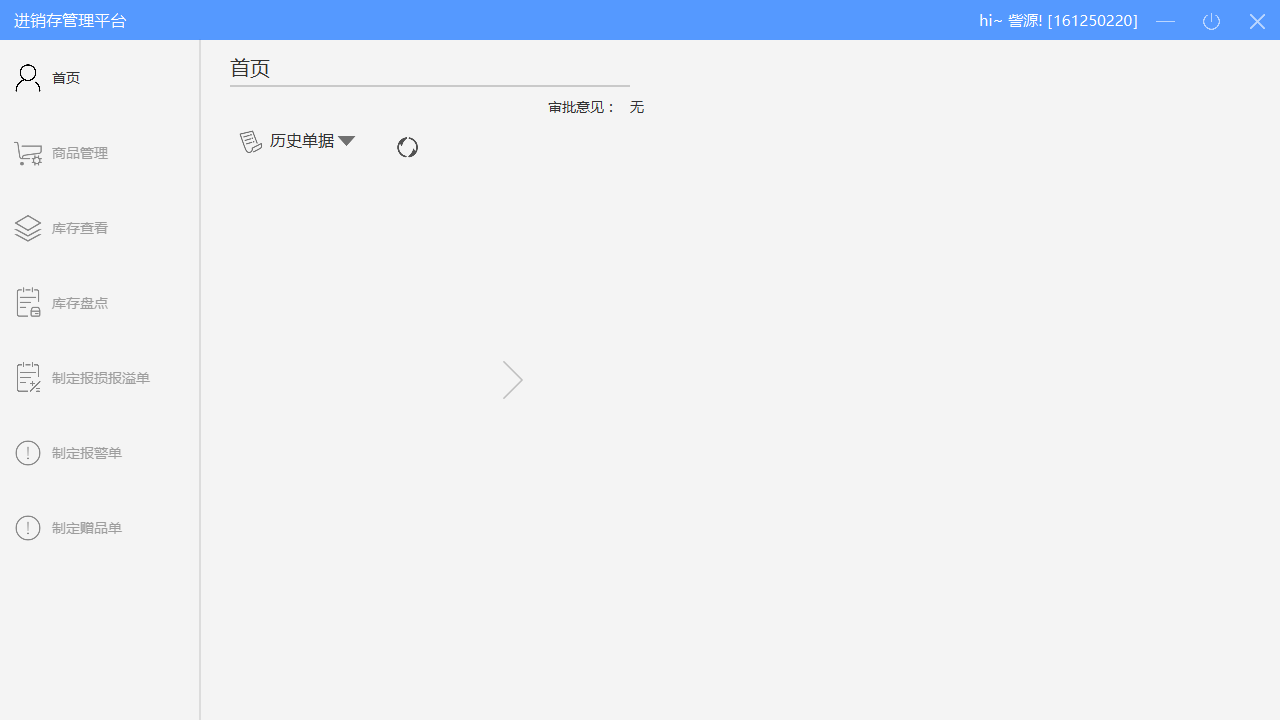 进销存管理平台
hi~ 訾源! [161250220]
首页
商品管理
库存查看
库存盘点
制定报损报溢单
制定报警单
制定赠品单
首页
审批意见： 无
历史单据